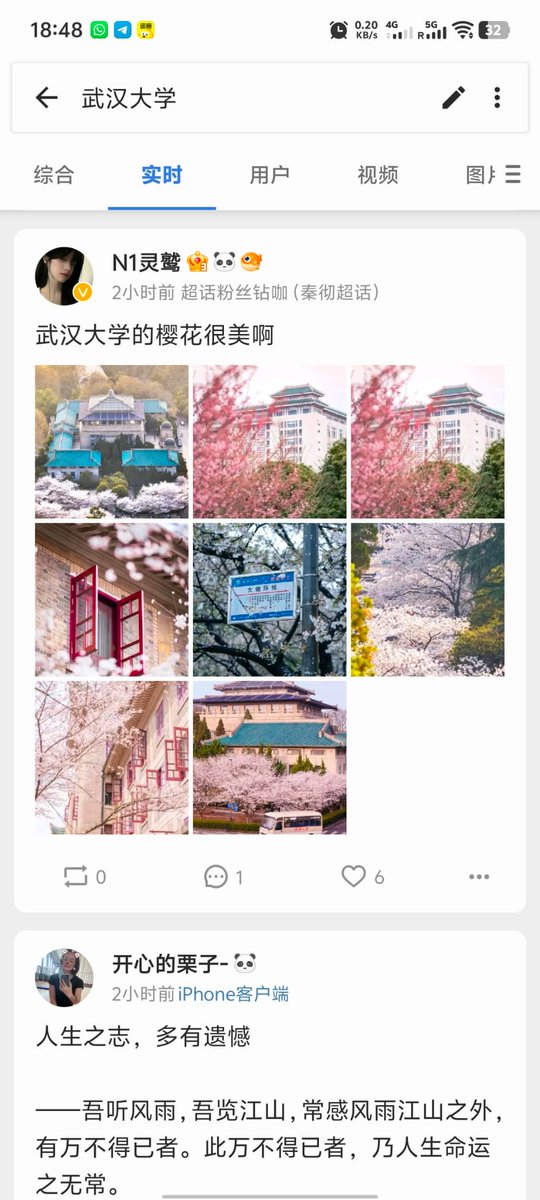 18:48
0.20
KB/s
4G
5G
R
32
武汉大学
综合
实时
用户
视频
图片
N1灵鹫
2小时前 超话粉丝钻咖 (秦彻超话)
武汉大学的樱花很美啊
大循环线
0
1
6
开心的栗子-
2小时前 iPhone客户端
人生之志，多有遗憾
——吾听风雨,吾览江山,常感风雨江山之外,
有万不得已者。此万不得已者，乃人生命运
之无常。